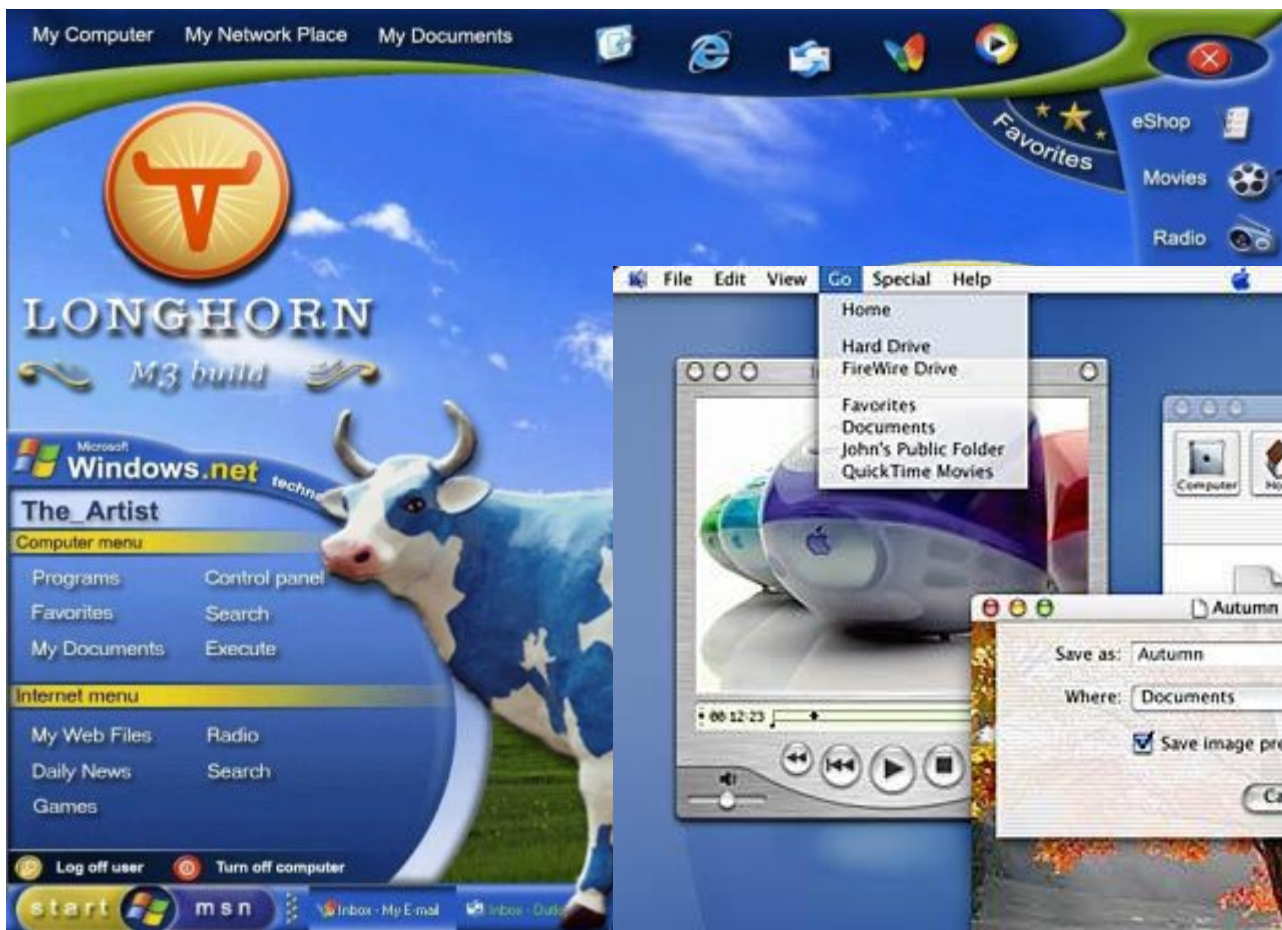 My Computer My Network Place My Documents
Favorites
eShop
Movies
Radio
LONGHORN
M3 build
Microsoft
Windows.net
The_Artist
Computer menu
Programs Control panel
Favorites Search
My Documents Execute
Internet menu
My Web Files Radio
Daily News Search
Games
Log off user Turn off computer
start msn Inbox - My E-mail Inbox - Outlo
File Edit View Go Special Help
Home
Hard Drive
FireWire Drive
Favorites
Documents
John's Public Folder
QuickTime Movies
00:12:23
Computer
Autumn
Save as: Autumn
Where: Documents
Save image pre
Ca